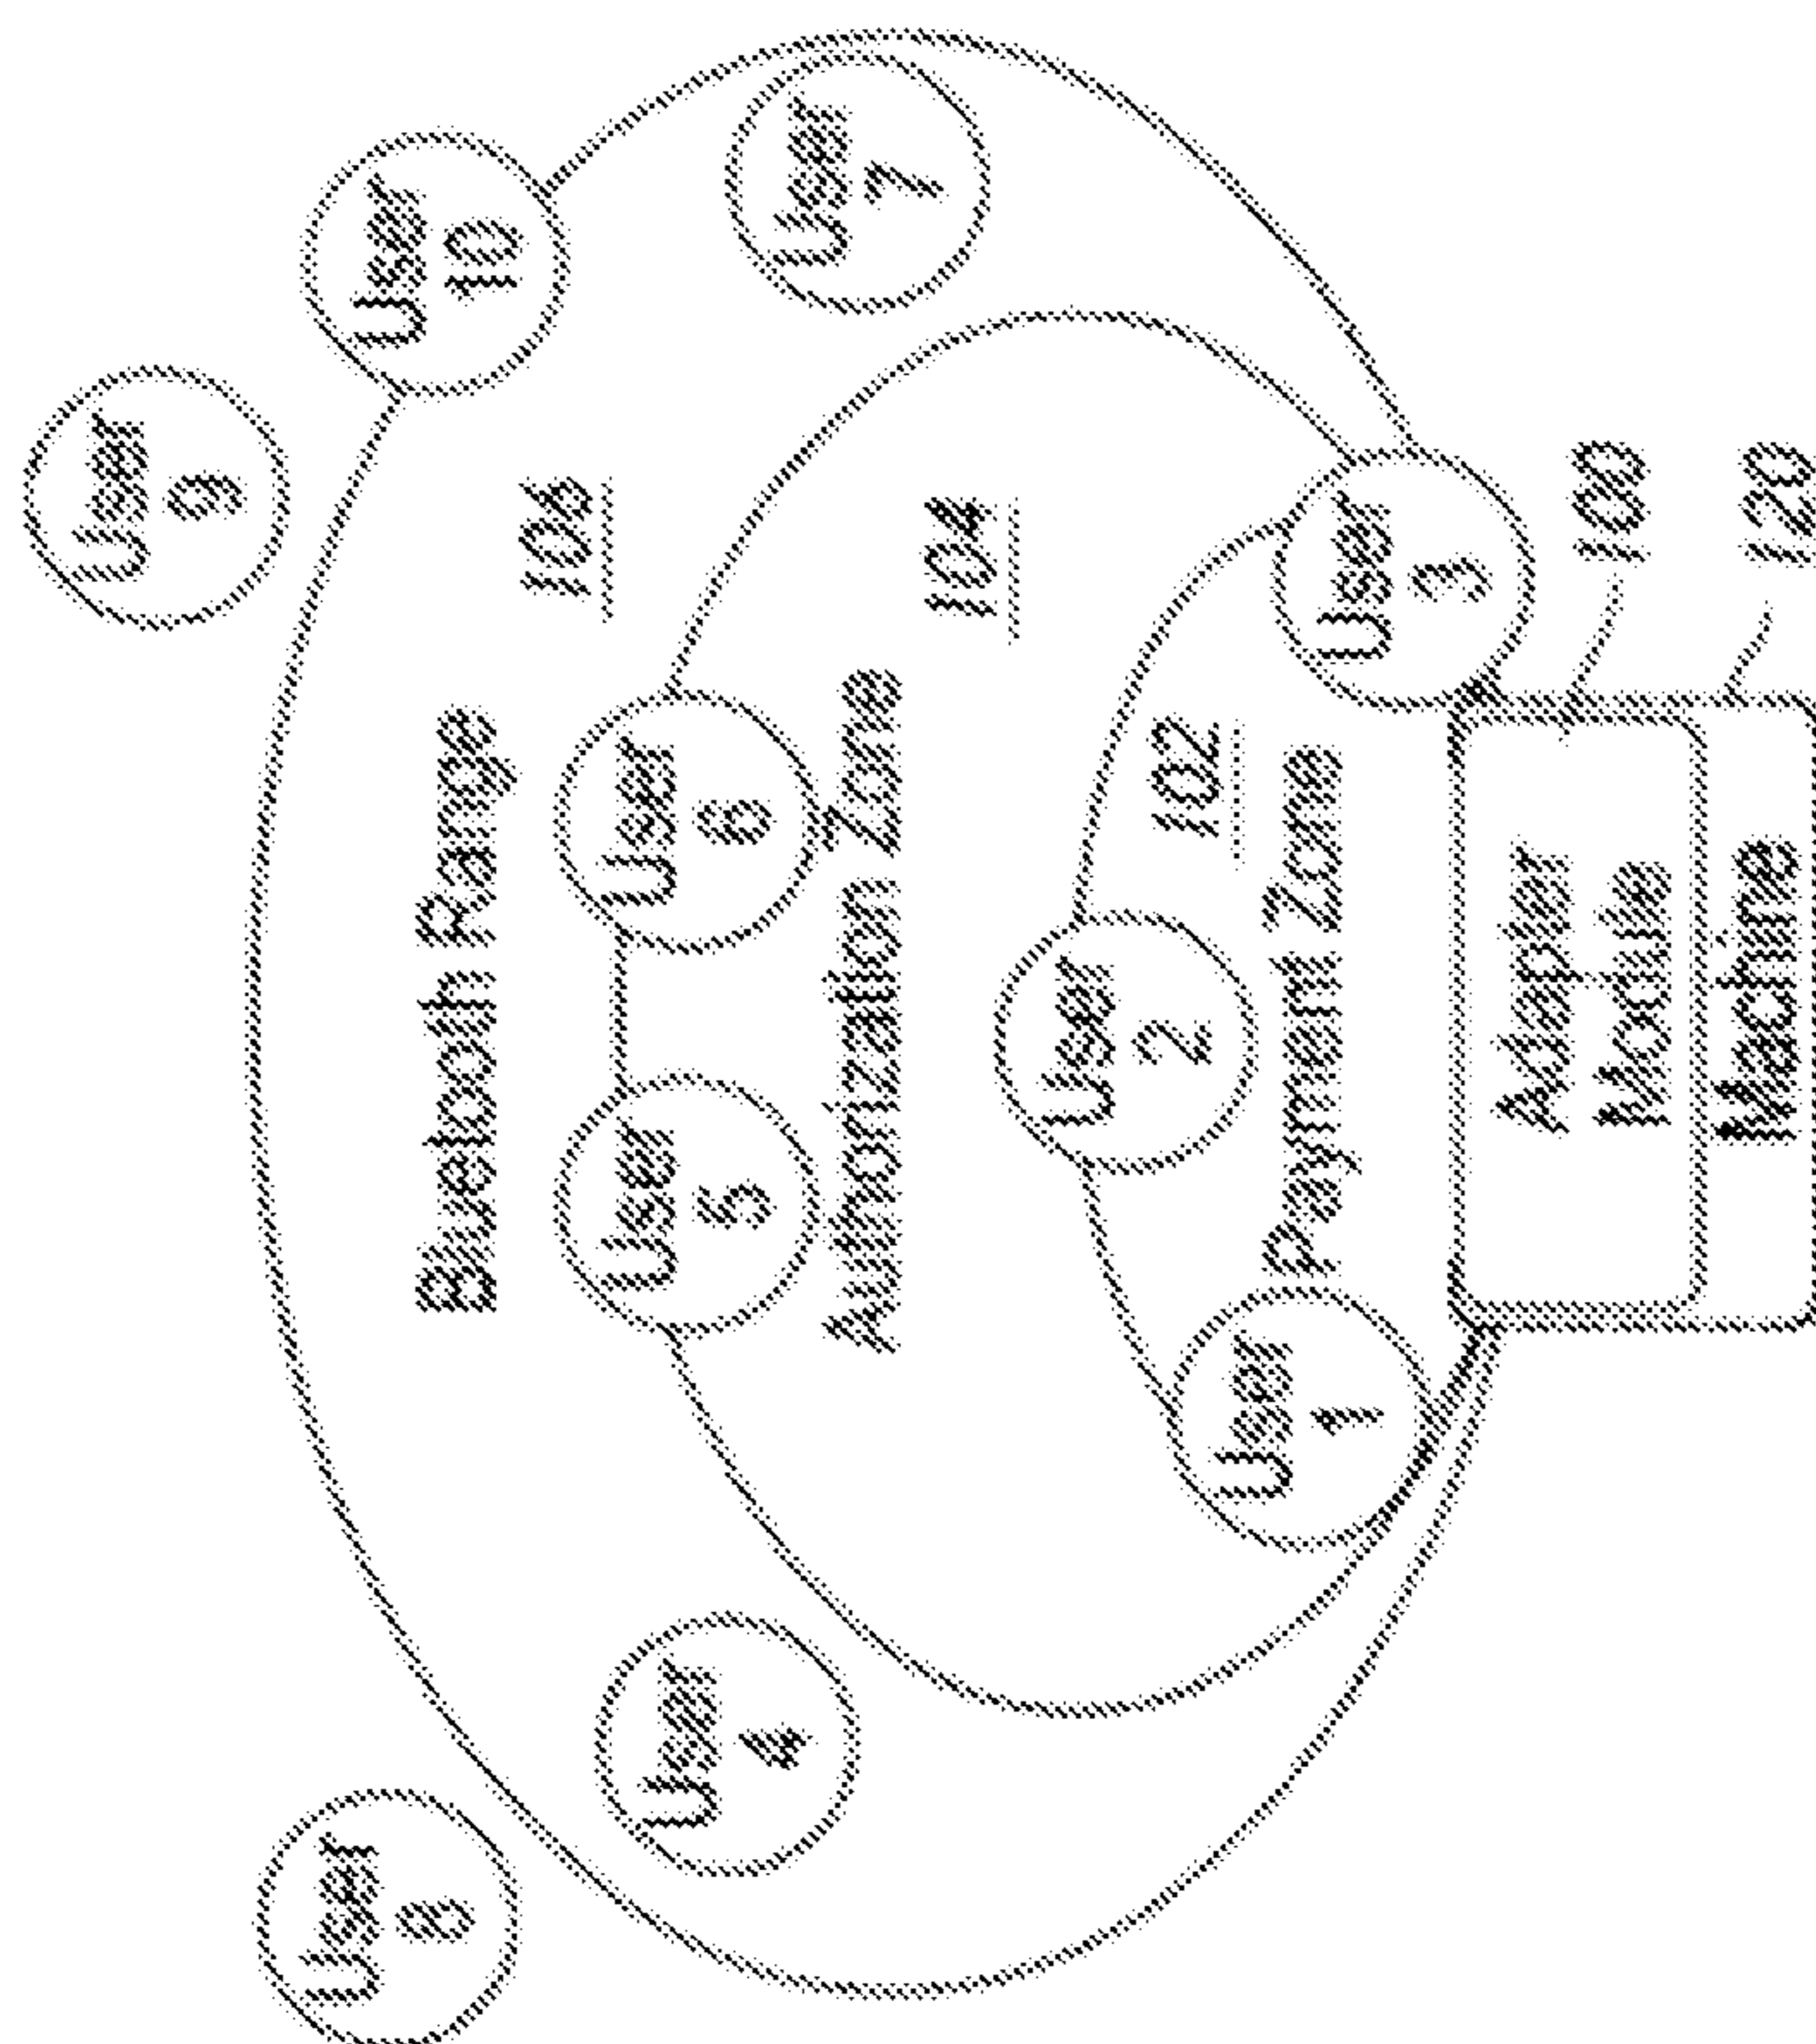 User
9
User
10
User
7
User
8
Bluetooth Range
106
User
5
User
6
User
4
Authorization Zone
104
User
2
102
Payment Zone
User
1
User
3
Adapter
Module
100
Machine
120